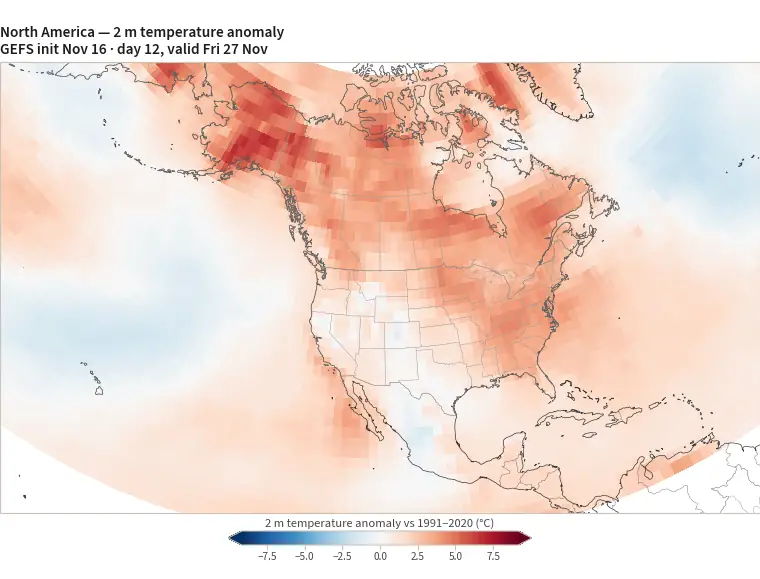 North America — 2 m temperature anomaly
GEFS init Nov 16 · day 12, valid Fri 27 Nov
2 m temperature anomaly vs 1991–2020 (°C)
−7.5 −5.0 −2.5 0.0 2.5 5.0 7.5